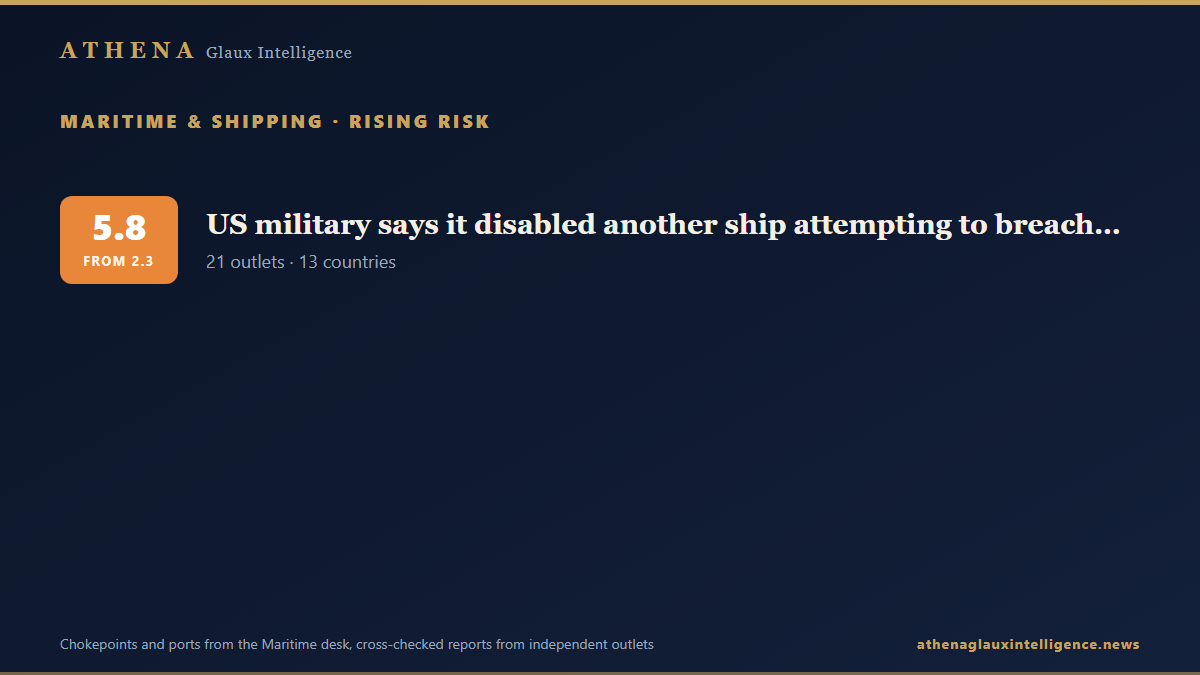 ATHENA Glaux Intelligence
MARITIME & SHIPPING · RISING RISK
5.8
FROM 2.3
US military says it disabled another ship attempting to breach...
21 outlets · 13 countries
Chokepoints and ports from the Maritime desk, cross-checked reports from independent outlets
athenaglauxintelligence.news